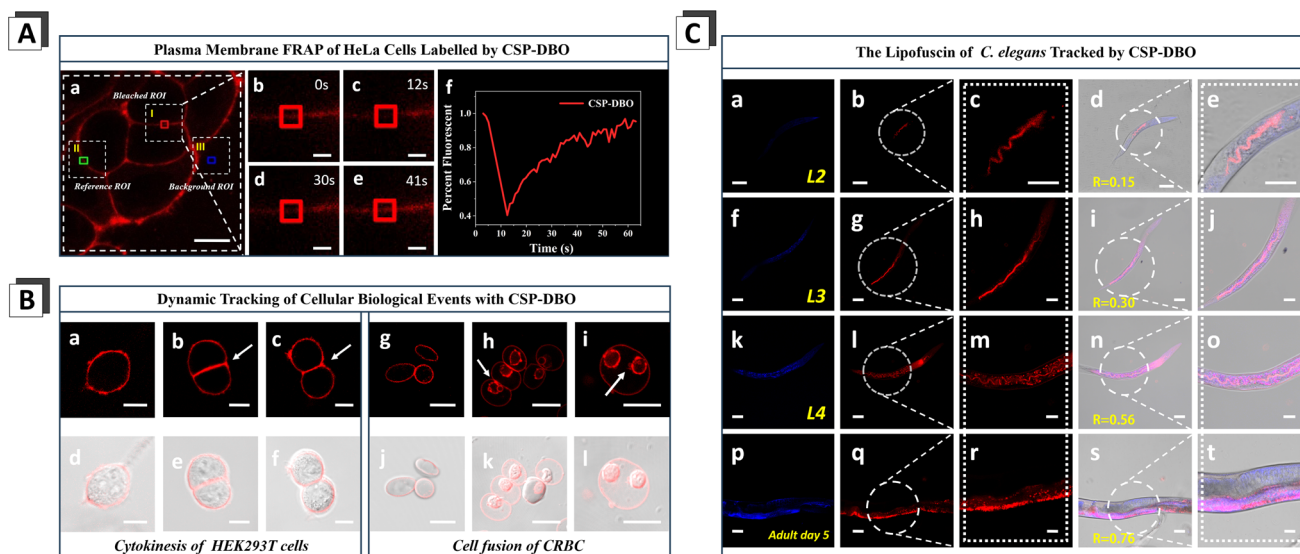 A
Plasma Membrane FRAP of HeLa Cells Labelled by CSP-DBO
a
Bleached ROI
I
II
III
Reference ROI
Background ROI
b
0s
c
12s
d
30s
e
41s
f
CSP-DBO
Percent Fluorescent
1.0
0.8
0.6
0.4
0
10
20
30
40
50
60
Time (s)
B
Dynamic Tracking of Cellular Biological Events with CSP-DBO
a
b
c
g
h
i
d
e
f
j
k
l
Cytokinesis of HEK293T cells
Cell fusion of CRBC
C
The Lipofuscin of C. elegans Tracked by CSP-DBO
a
L2
b
c
d
R=0.15
e
f
L3
g
h
i
R=0.30
j
k
L4
l
m
n
R=0.56
o
p
Adult day 5
q
r
s
R=0.76
t